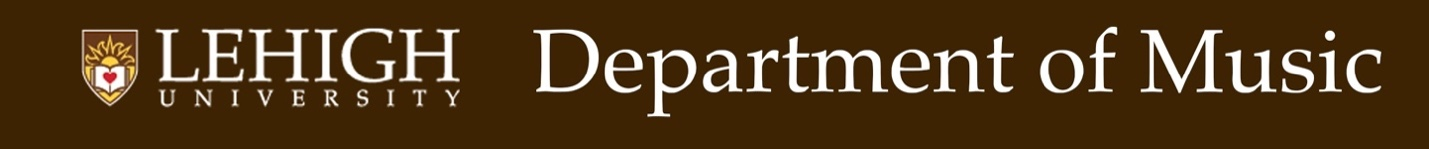 LEHIGH
UNIVERSITY
Department of Music